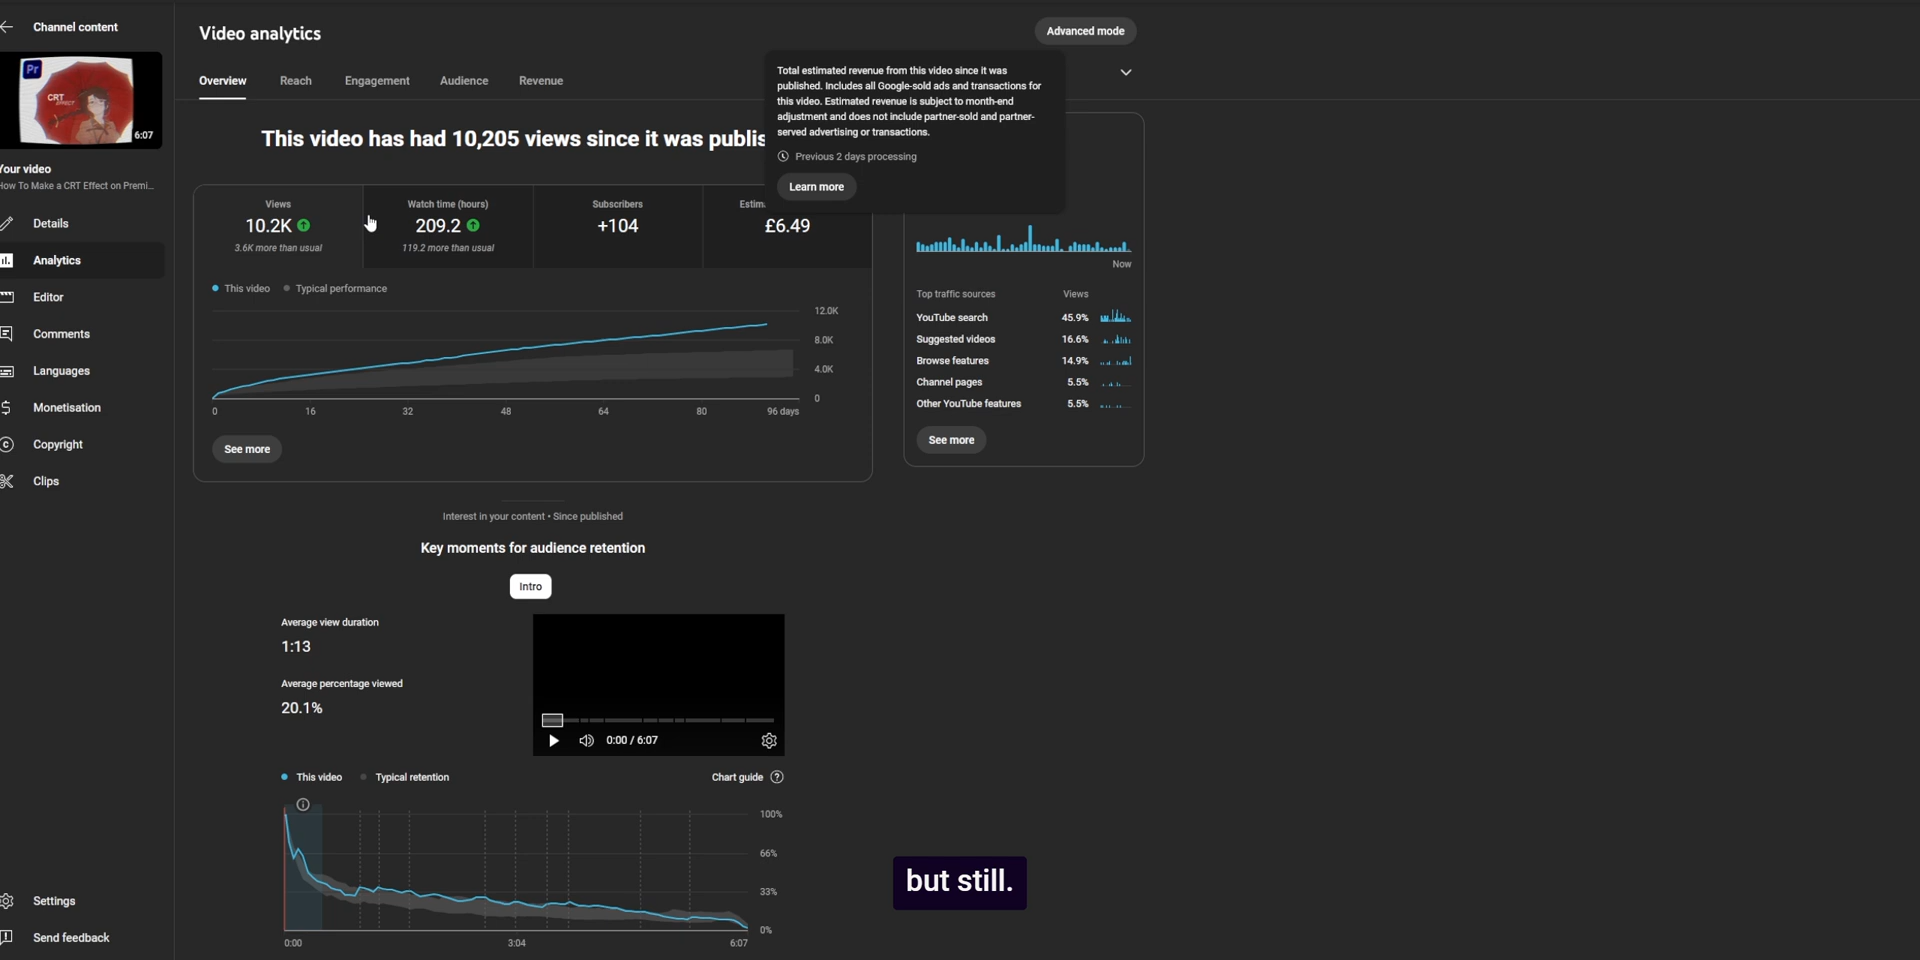 Channel content
Pr
CRT
EFFECT
6:07
Your video
How To Make a CRT Effect on Premi...
Details
Analytics
Editor
Comments
Languages
Monetisation
Copyright
Clips
Settings
Send feedback
Video analytics
Advanced mode
Overview
Reach
Engagement
Audience
Revenue
Total estimated revenue from this video since it was
published. Includes all Google-sold ads and transactions for
this video. Estimated revenue is subject to month-end
adjustment and does not include partner-sold and partner-
served advertising or transactions.
Previous 2 days processing
Learn more
This video has had 10,205 views since it was publis
Views
10.2K
3.6K more than usual
Watch time (hours)
209.2
119.2 more than usual
Subscribers
+104
Estim
£6.49
This video
Typical performance
12.0K
8.0K
4.0K
0
0
16
32
48
64
80
96 days
See more
Now
Top traffic sources
Views
YouTube search
45.9%
Suggested videos
16.6%
Browse features
14.9%
Channel pages
5.5%
Other YouTube features
5.5%
See more
Interest in your content • Since published
Key moments for audience retention
Intro
Average view duration
1:13
Average percentage viewed
20.1%
0:00 / 6:07
This video
Typical retention
Chart guide
100%
66%
33%
0%
0:00
3:04
6:07
but still.